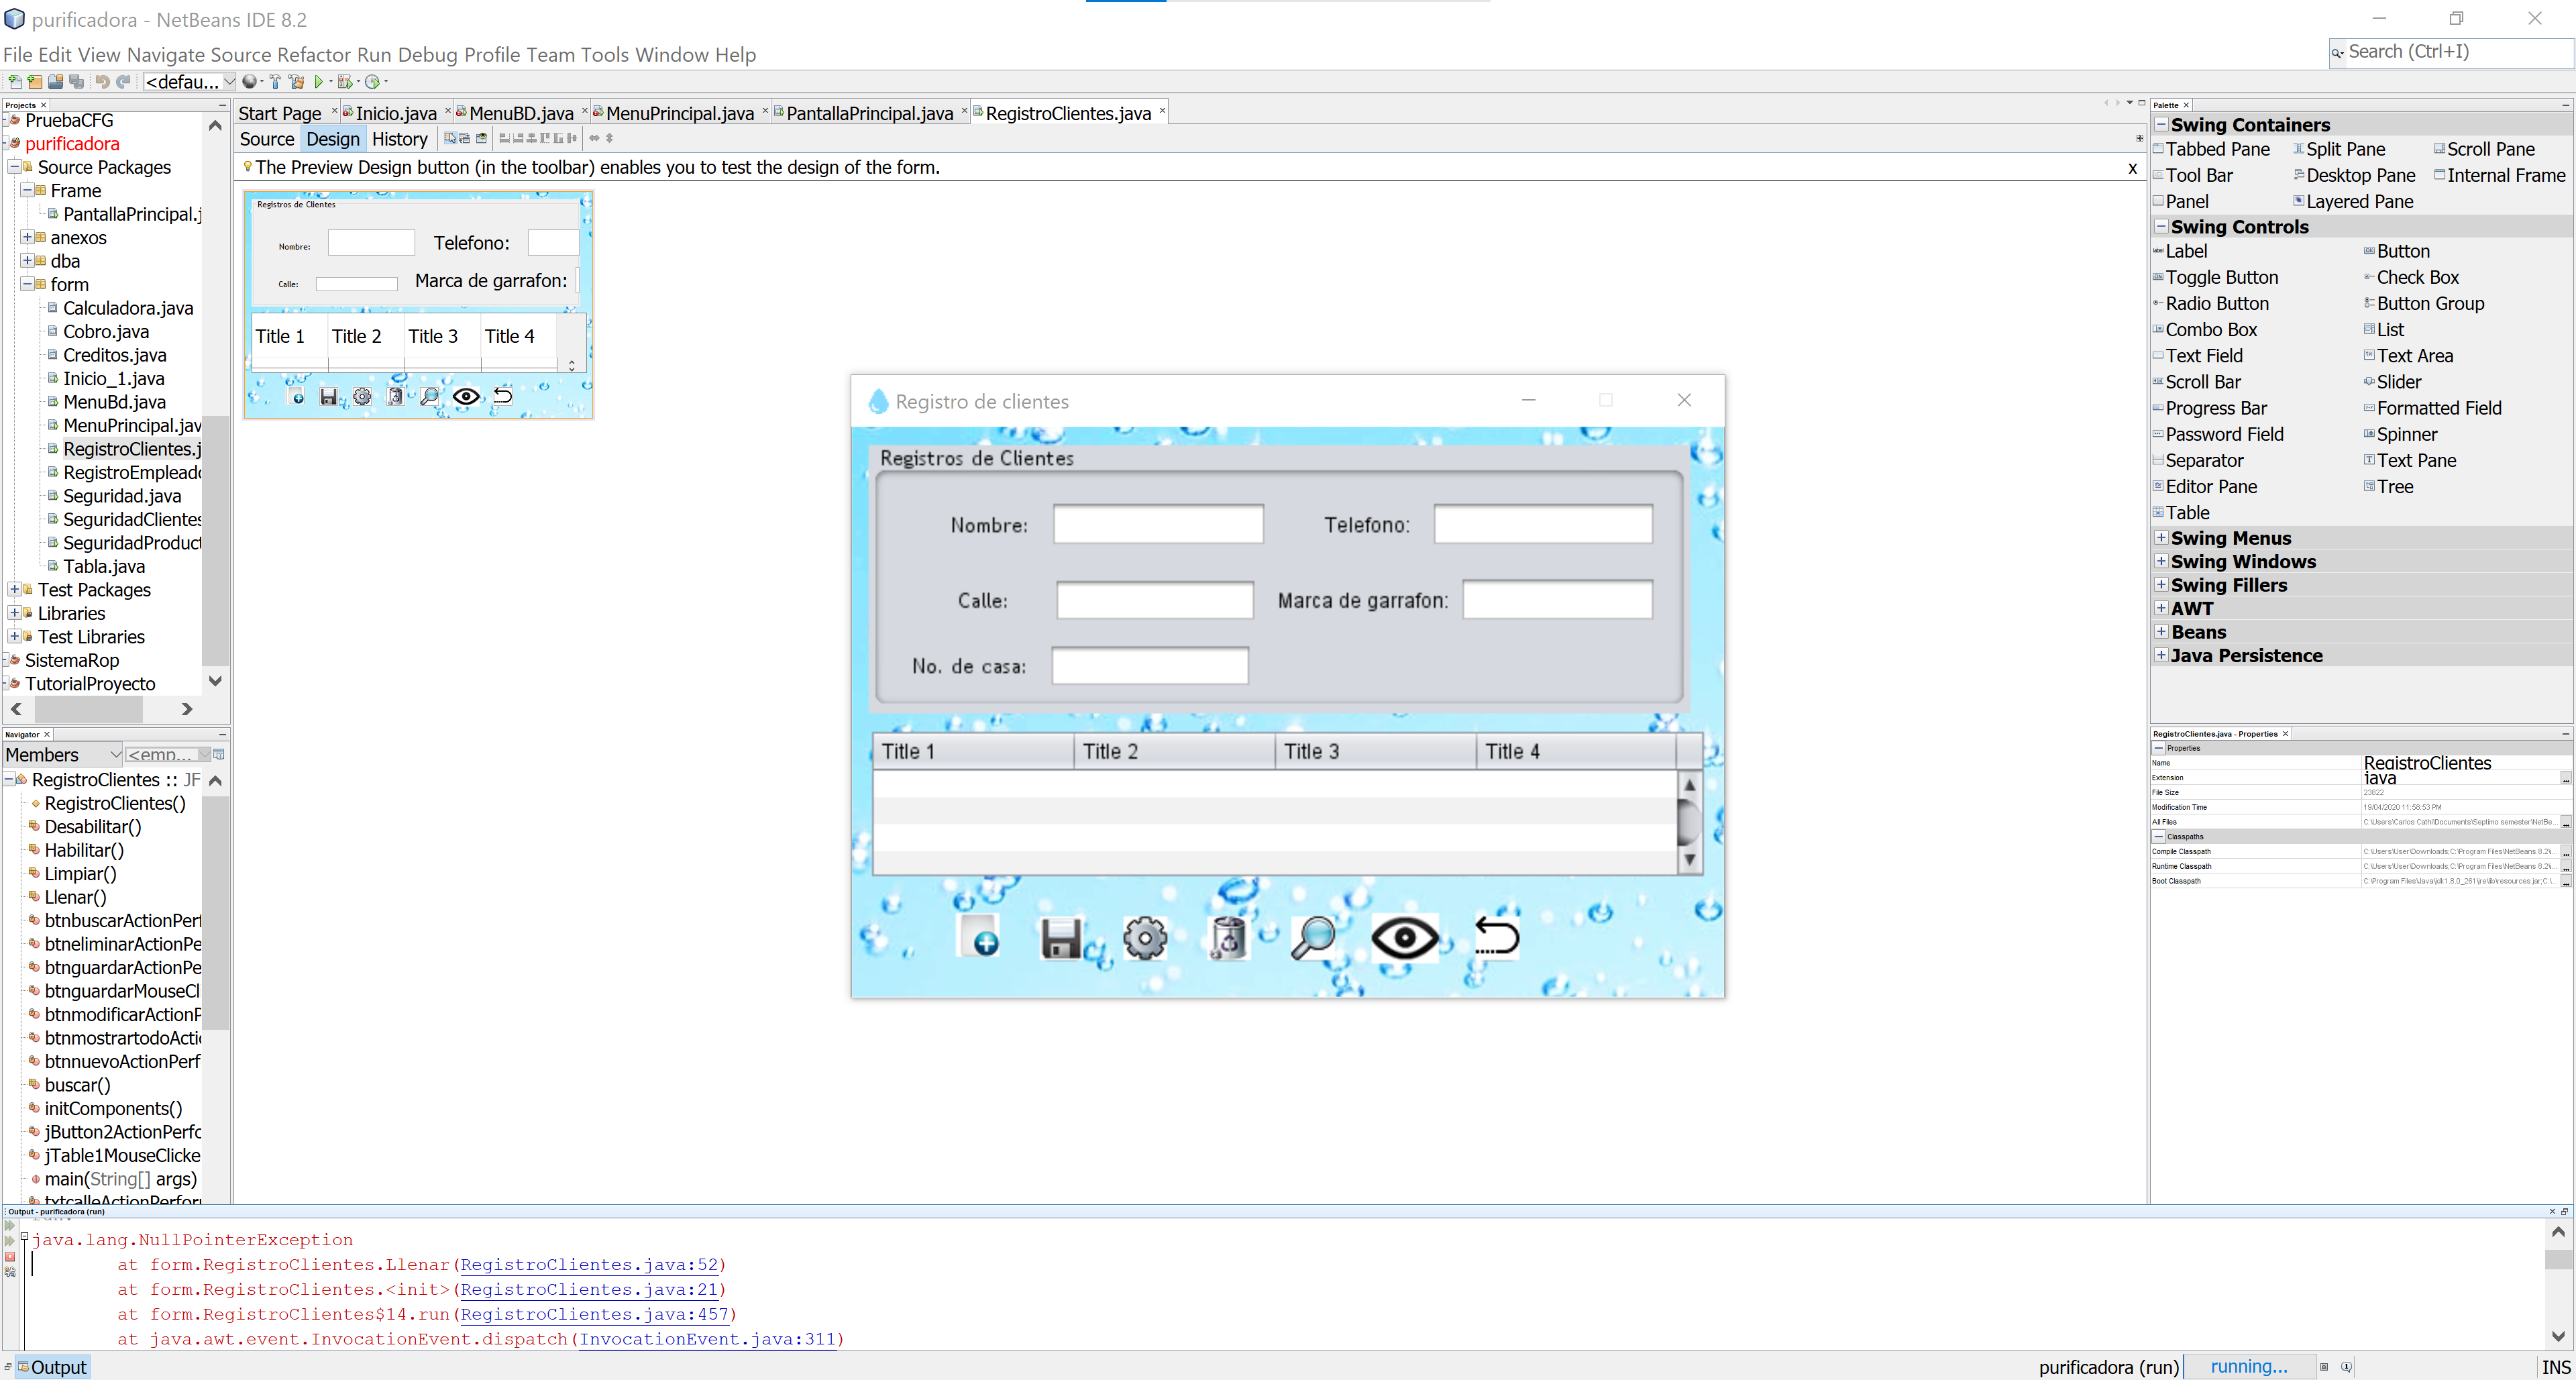 purificadora - NetBeans IDE 8.2
File Edit View Navigate Source Refactor Run Debug Profile Team Tools Window Help
Search (Ctrl+I)
<defau...
Projects
PruebaCFG
purificadora
Source Packages
Frame
PantallaPrincipal.j
anexos
dba
form
Calculadora.java
Cobro.java
Creditos.java
Inicio_1.java
MenuBd.java
MenuPrincipal.jav
RegistroClientes.j
RegistroEmpleado
Seguridad.java
SeguridadClientes
SeguridadProduct
Tabla.java
Test Packages
Libraries
Test Libraries
SistemaRop
TutorialProyecto
Navigator
Members
<emp...
RegistroClientes :: JF
RegistroClientes()
Desabilitar()
Habilitar()
Limpiar()
Llenar()
btnbuscarActionPerf
btneliminarActionPe
btnguardarActionPe
btnguardarMouseCl
btnmodificarActionP
btnmostrartodoActi
btnnuevoActionPerf
buscar()
initComponents()
jButton2ActionPerfo
jTable1MouseClicke
main(String[] args)
txtcalleActionPerfor
Start Page Inicio.java MenuBD.java MenuPrincipal.java PantallaPrincipal.java RegistroClientes.java
Source Design History
The Preview Design button (in the toolbar) enables you to test the design of the form. x
Registros de Clientes
Nombre: Telefono:
Calle: Marca de garrafon:
Title 1 Title 2 Title 3 Title 4
Registro de clientes
Registros de Clientes
Nombre: Telefono:
Calle: Marca de garrafon:
No. de casa:
Title 1 Title 2 Title 3 Title 4
Palette
Swing Containers
Tabbed Pane Split Pane Scroll Pane
Tool Bar Desktop Pane Internal Frame
Panel Layered Pane
Swing Controls
Label Button
Toggle Button Check Box
Radio Button Button Group
Combo Box List
Text Field Text Area
Scroll Bar Slider
Progress Bar Formatted Field
Password Field Spinner
Separator Text Pane
Editor Pane Tree
Table
Swing Menus
Swing Windows
Swing Fillers
AWT
Beans
Java Persistence
RegistroClientes.java - Properties
Properties
Name RegistroClientes
Extension java
File Size 23822
Modification Time 19/04/2020 11:58:53 PM
All Files C:\Users\Carlos Cathi\Documents\Septimo semester\NetBe...
Classpaths
Compile Classpath C:\Users\User\Downloads;C:\Program Files\NetBeans 8.2\i...
Runtime Classpath C:\Users\User\Downloads;C:\Program Files\NetBeans 8.2\i...
Boot Classpath C:\Program Files\Java\jdk1.8.0_261\jre\lib\resources.jar;C:\...
Output - purificadora (run)
run:
java.lang.NullPointerException
at form.RegistroClientes.Llenar(RegistroClientes.java:52)
at form.RegistroClientes.<init>(RegistroClientes.java:21)
at form.RegistroClientes$14.run(RegistroClientes.java:457)
at java.awt.event.InvocationEvent.dispatch(InvocationEvent.java:311)
Output
purificadora (run) running... INS